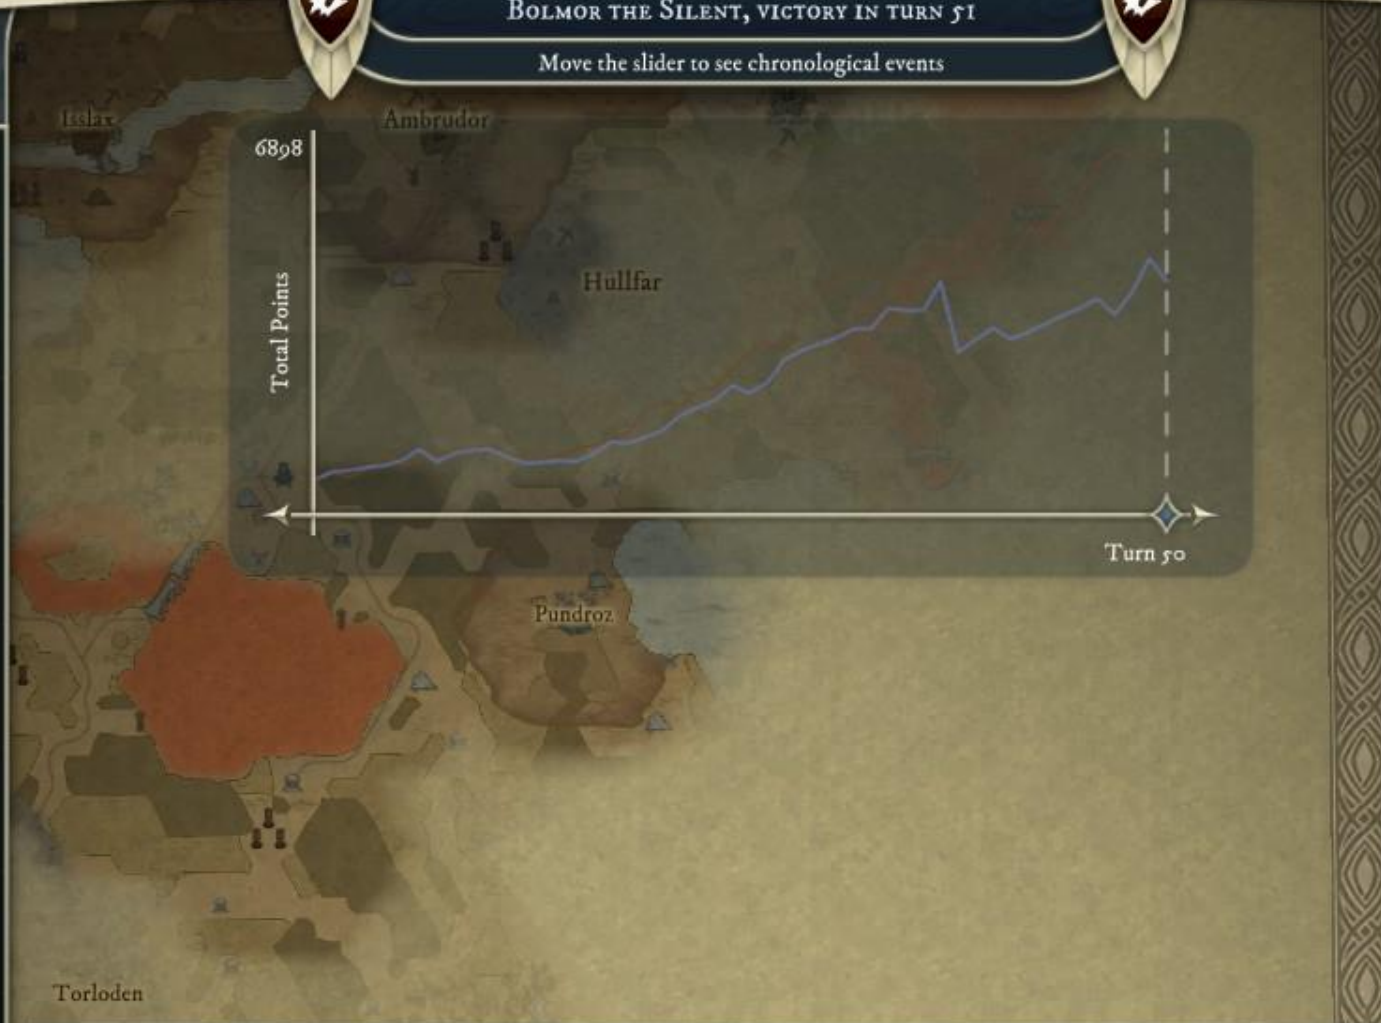 Bolmor the Silent, victory in turn 51
Move the slider to see chronological events
Isslax
Ambrudor
6898
Hullfar
Total Points
Turn 50
Pundroz
Torloden